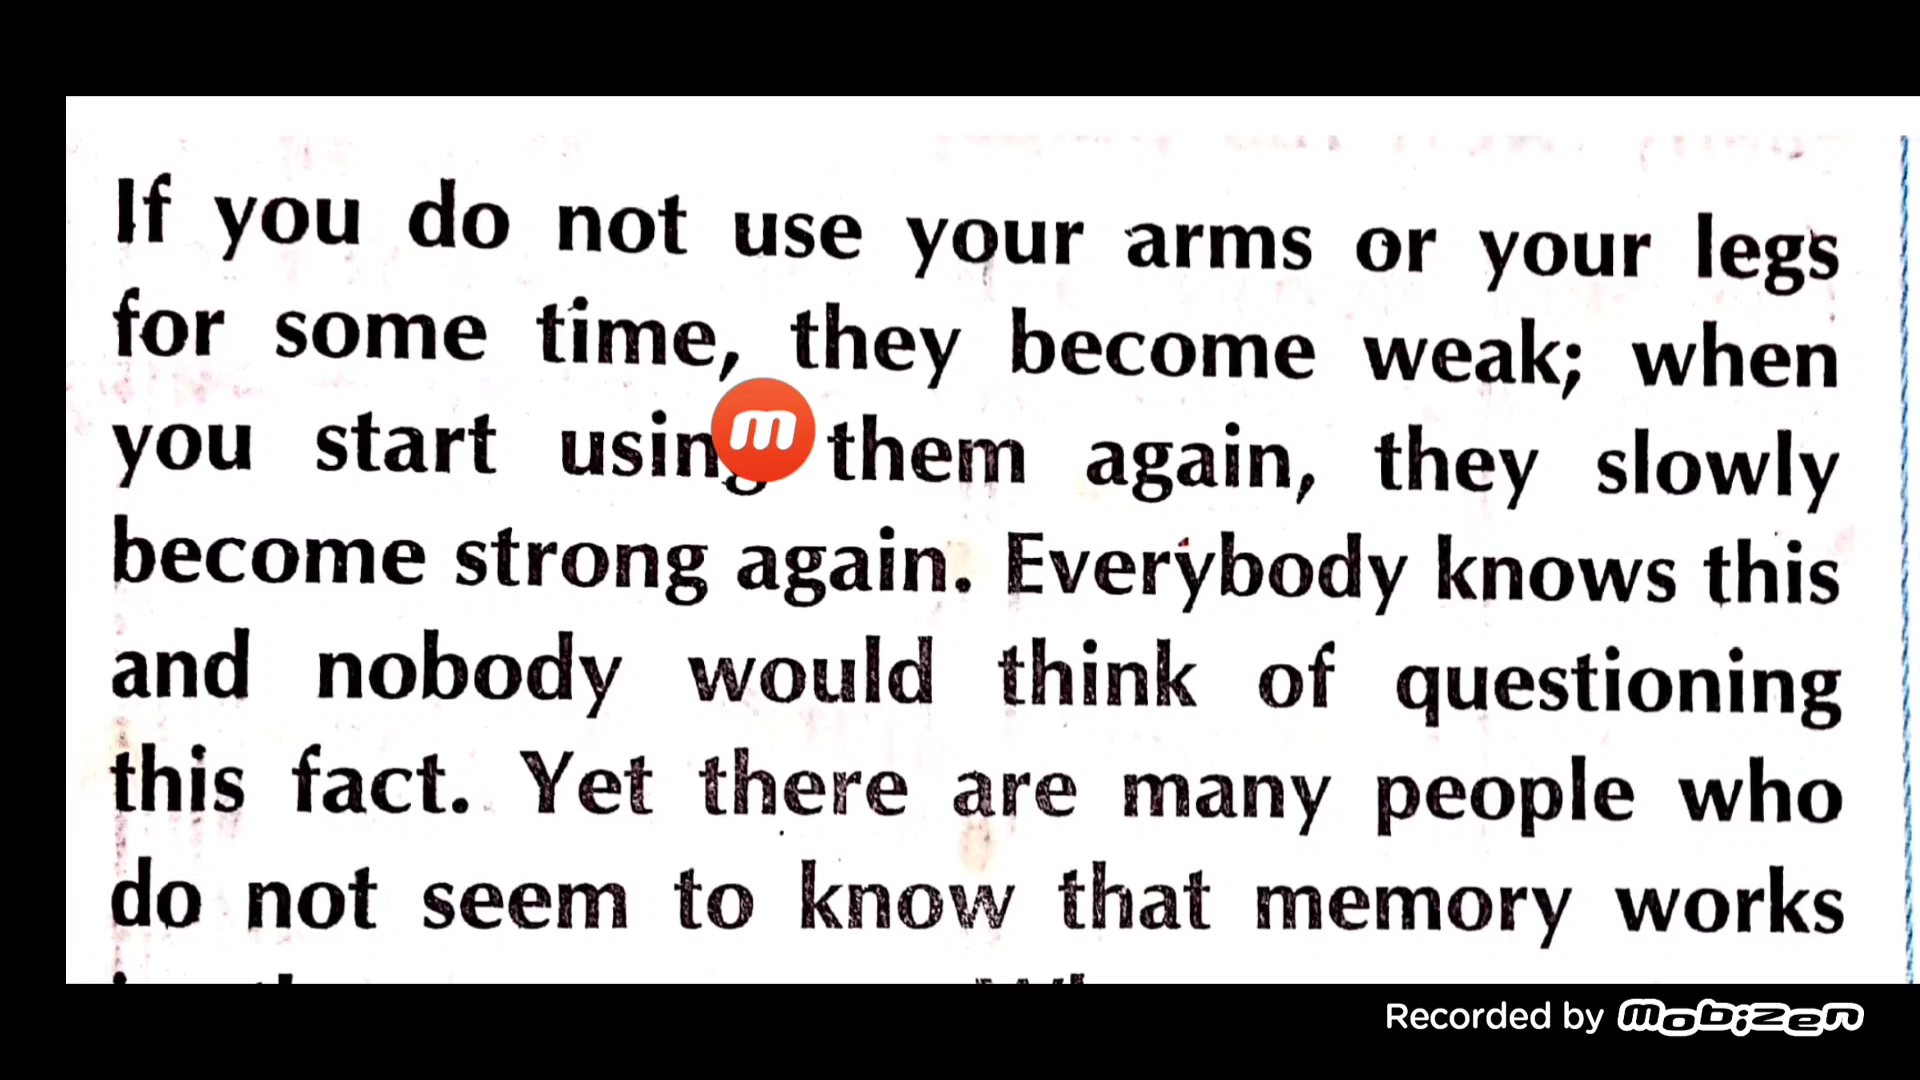 If you do not use your arms or your legs
for some time, they become weak; when
you start using them again, they slowly
become strong again. Everybody knows this
and nobody would think of questioning
this fact. Yet there are many people who
do not seem to know that memory works
Recorded by mobizen